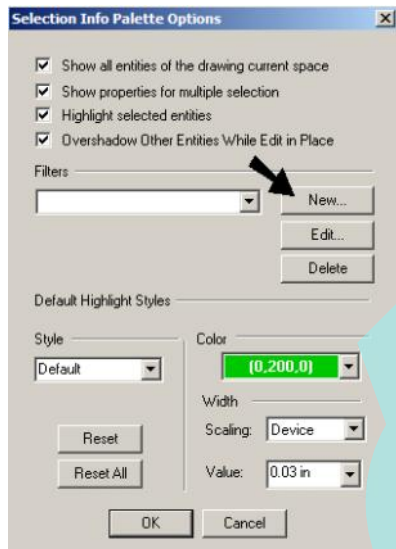 Selection Info Palette Options
Show all entities of the drawing current space
Show properties for multiple selection
Highlight selected entities
Overshadow Other Entities While Edit in Place
Filters
New...
Edit...
Delete
Default Highlight Styles
Style
Color
Default
(0,200,0)
Width
Reset
Scaling: Device
Reset All
Value: 0.03 in
OK
Cancel